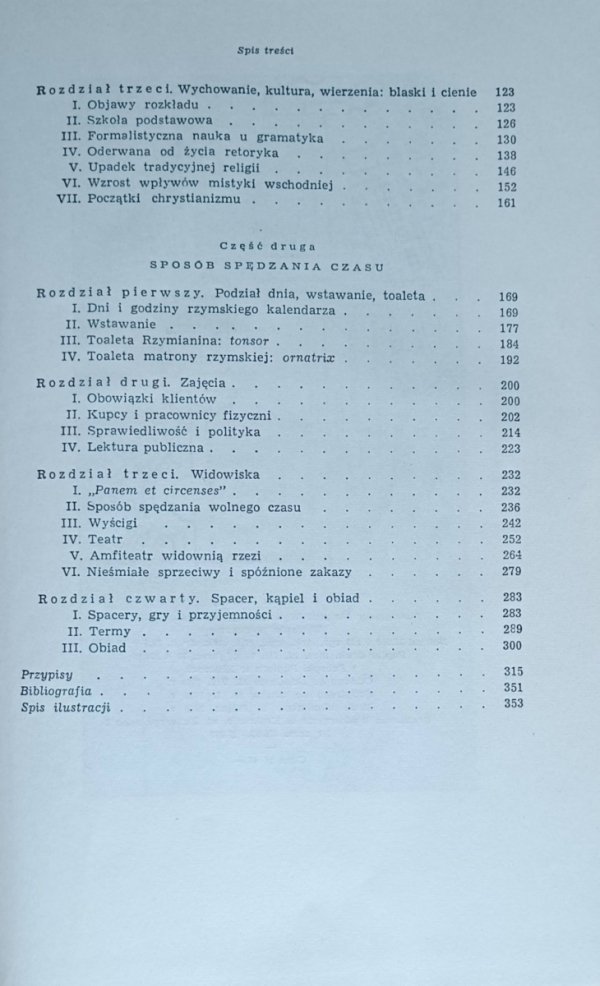 Spis treści
Rozdział trzeci. Wychowanie, kultura, wierzenia: blaski i cienie 123
I. Objawy rozkładu . . . . . . . . . . . . . 123
II. Szkoła podstawowa . . . . . . . . . . . . 126
III. Formalistyczna nauka u gramatyka . . . . . . . 130
IV. Oderwana od życia retoryka . . . . . . . . . 138
V. Upadek tradycyjnej religii . . . . . . . . . . 146
VI. Wzrost wpływów mistyki wschodniej . . . . . . . 152
VII. Początki chrystianizmu . . . . . . . . . . . 161
Część druga
SPOSÓB SPĘDZANIA CZASU
Rozdział pierwszy. Podział dnia, wstawanie, toaleta . . . 169
I. Dni i godziny rzymskiego kalendarza . . . . . . . 169
II. Wstawanie . . . . . . . . . . . . . . 177
III. Toaleta Rzymianina: tonsor . . . . . . . . . . 184
IV. Toaleta matrony rzymskiej: ornatrix . . . . . . . 192
Rozdział drugi. Zajęcia . . . . . . . . . . . . 200
I. Obowiązki klientów . . . . . . . . . . . . 200
II. Kupcy i pracownicy fizyczni . . . . . . . . . . 202
III. Sprawiedliwość i polityka . . . . . . . . . . 214
IV. Lektura publiczna . . . . . . . . . . . . . 223
Rozdział trzeci. Widowiska . . . . . . . . . . 232
I. „Panem et circenses” . . . . . . . . . . . . 232
II. Sposób spędzania wolnego czasu . . . . . . . . 236
III. Wyścigi . . . . . . . . . . . . . . 242
IV. Teatr . . . . . . . . . . . . . . . 252
V. Amfiteatr widownią rzezi . . . . . . . . . . 264
VI. Nieśmiałe sprzeciwy i spóźnione zakazy . . . . . . 279
Rozdział czwarty. Spacer, kąpiel i obiad . . . . . . 283
I. Spacery, gry i przyjemności . . . . . . . . . . 283
II. Termy . . . . . . . . . . . . . . . 289
III. Obiad . . . . . . . . . . . . . . . 300
Przypisy . . . . . . . . . . . . . . . . . 315
Bibliografia . . . . . . . . . . . . . . . . . 351
Spis ilustracji . . . . . . . . . . . . . . . . 353